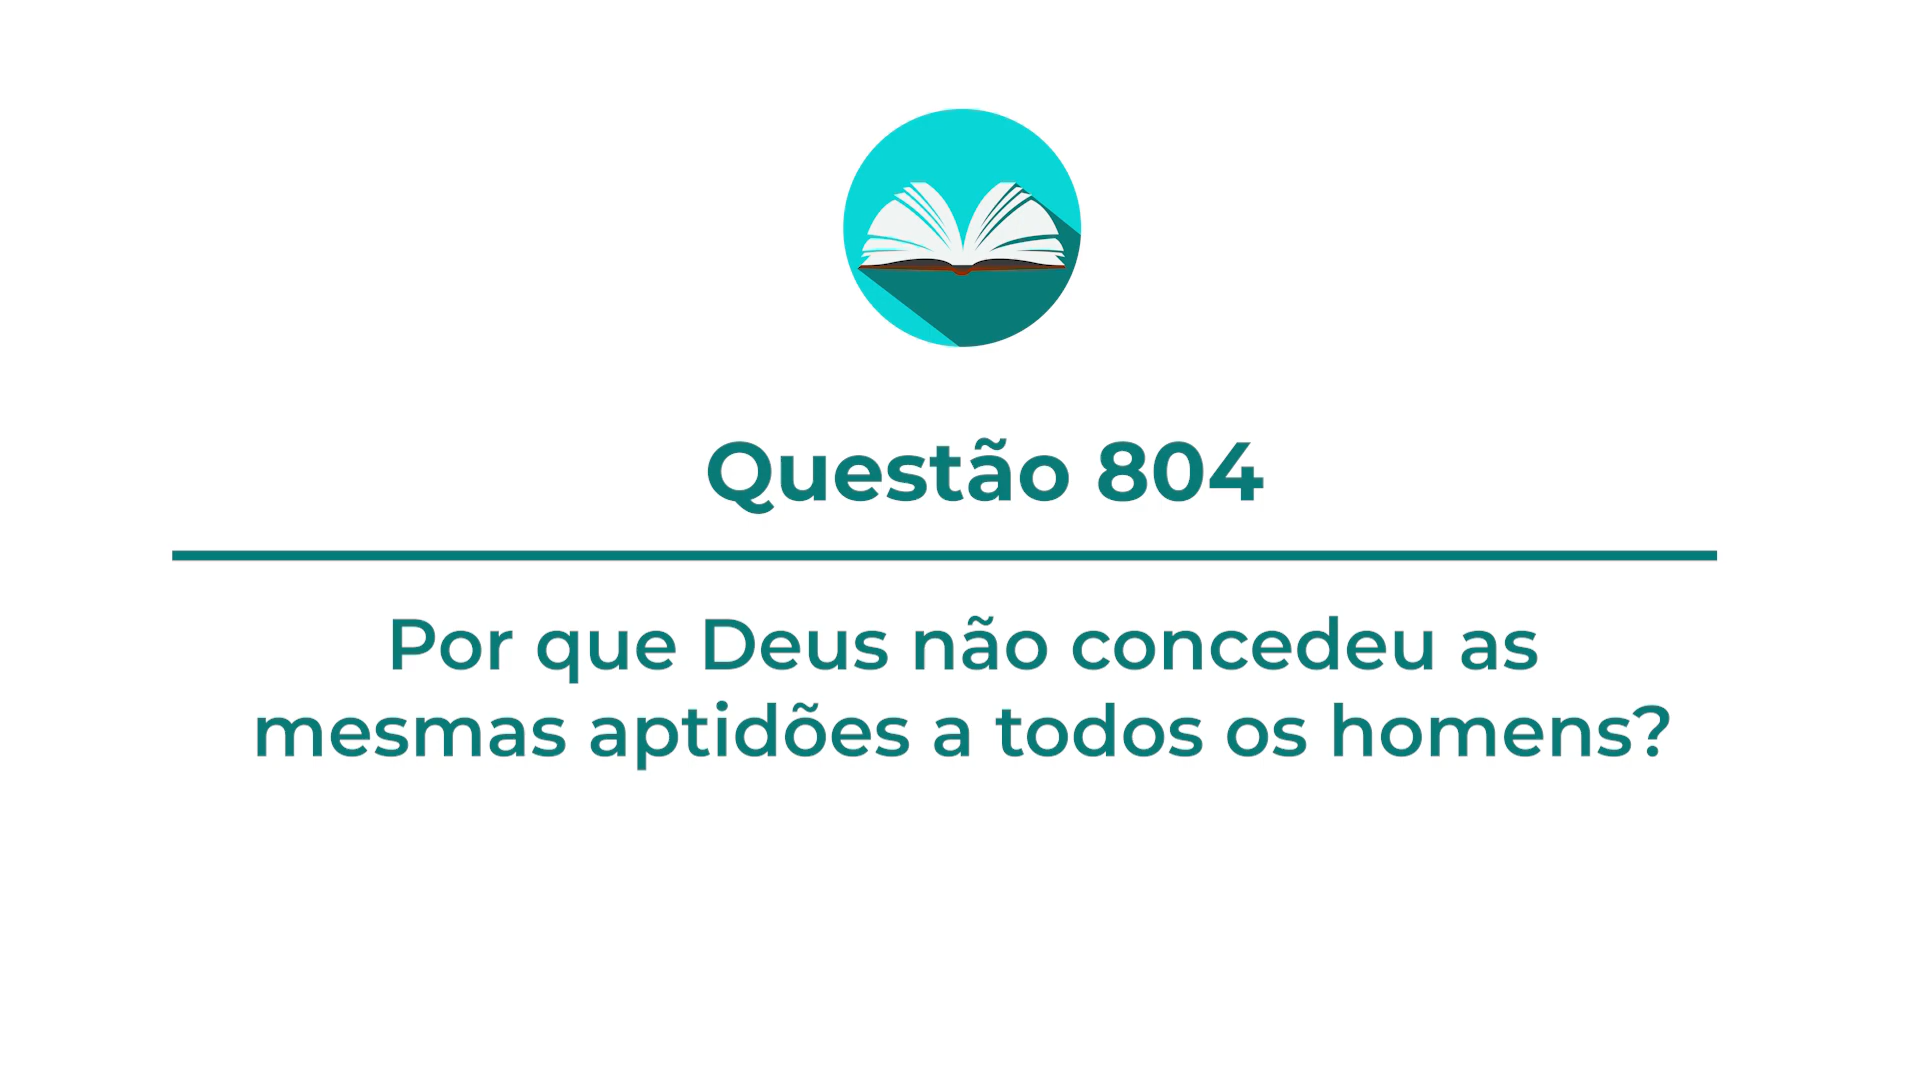 Questão 804
Por que Deus não concedeu as
mesmas aptidões a todos os homens?